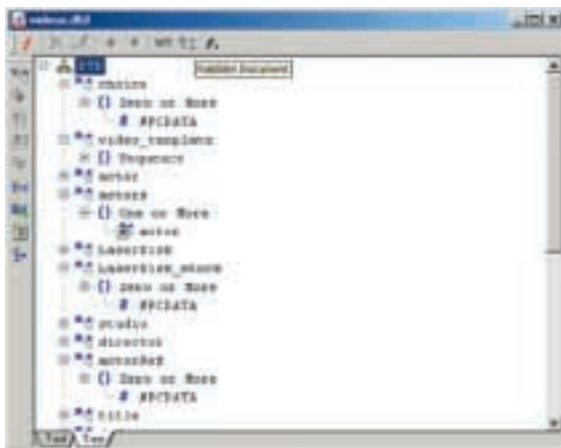 videos.dtd
DTD
Validate Document
choice
{} Zero or More
# #PCDATA
video_template
{} Sequence
actor
actors
{} One or More
actor
LaserDisk
LaserDisk_stock
{} Zero or More
# #PCDATA
studio
director
actorRef
{} Zero or More
# #PCDATA
title
Text
Tree